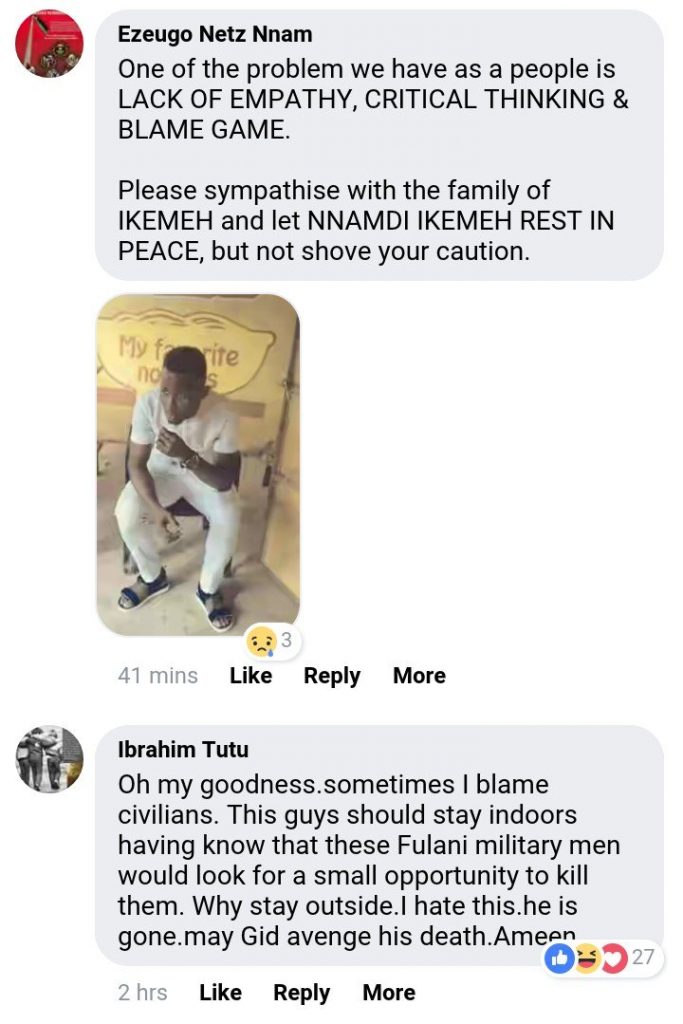 Ezeugo Netz Nnam
One of the problem we have as a people is
LACK OF EMPATHY, CRITICAL THINKING &
BLAME GAME.
Please sympathise with the family of
IKEMEH and let NNAMDI IKEMEH REST IN
PEACE, but not shove your caution.
My
3
41 mins Like Reply More
Ibrahim Tutu
Oh my goodness.sometimes I blame
civilians. This guys should stay indoors
having know that these Fulani military men
would look for a small opportunity to kill
them. Why stay outside.I hate this.he is
gone.may Gid avenge his death.Ameen
27
2 hrs Like Reply More